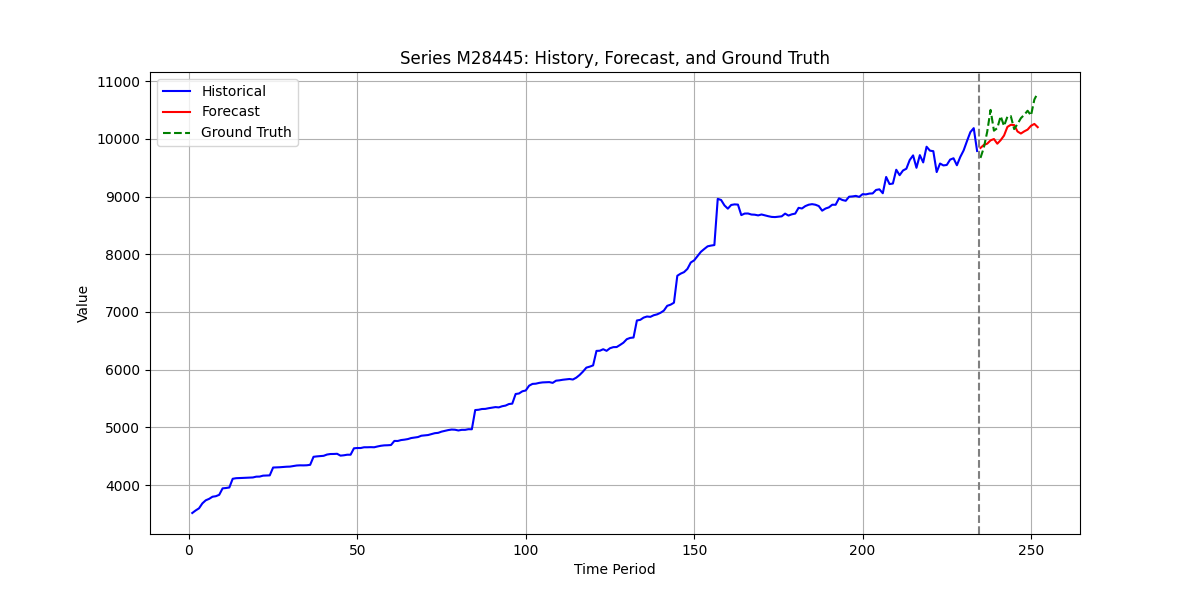 Series M28445: History, Forecast, and Ground Truth
Historical
Forecast
Ground Truth
11000
10000
9000
8000
7000
6000
5000
4000
Value
0 50 100 150 200 250
Time Period